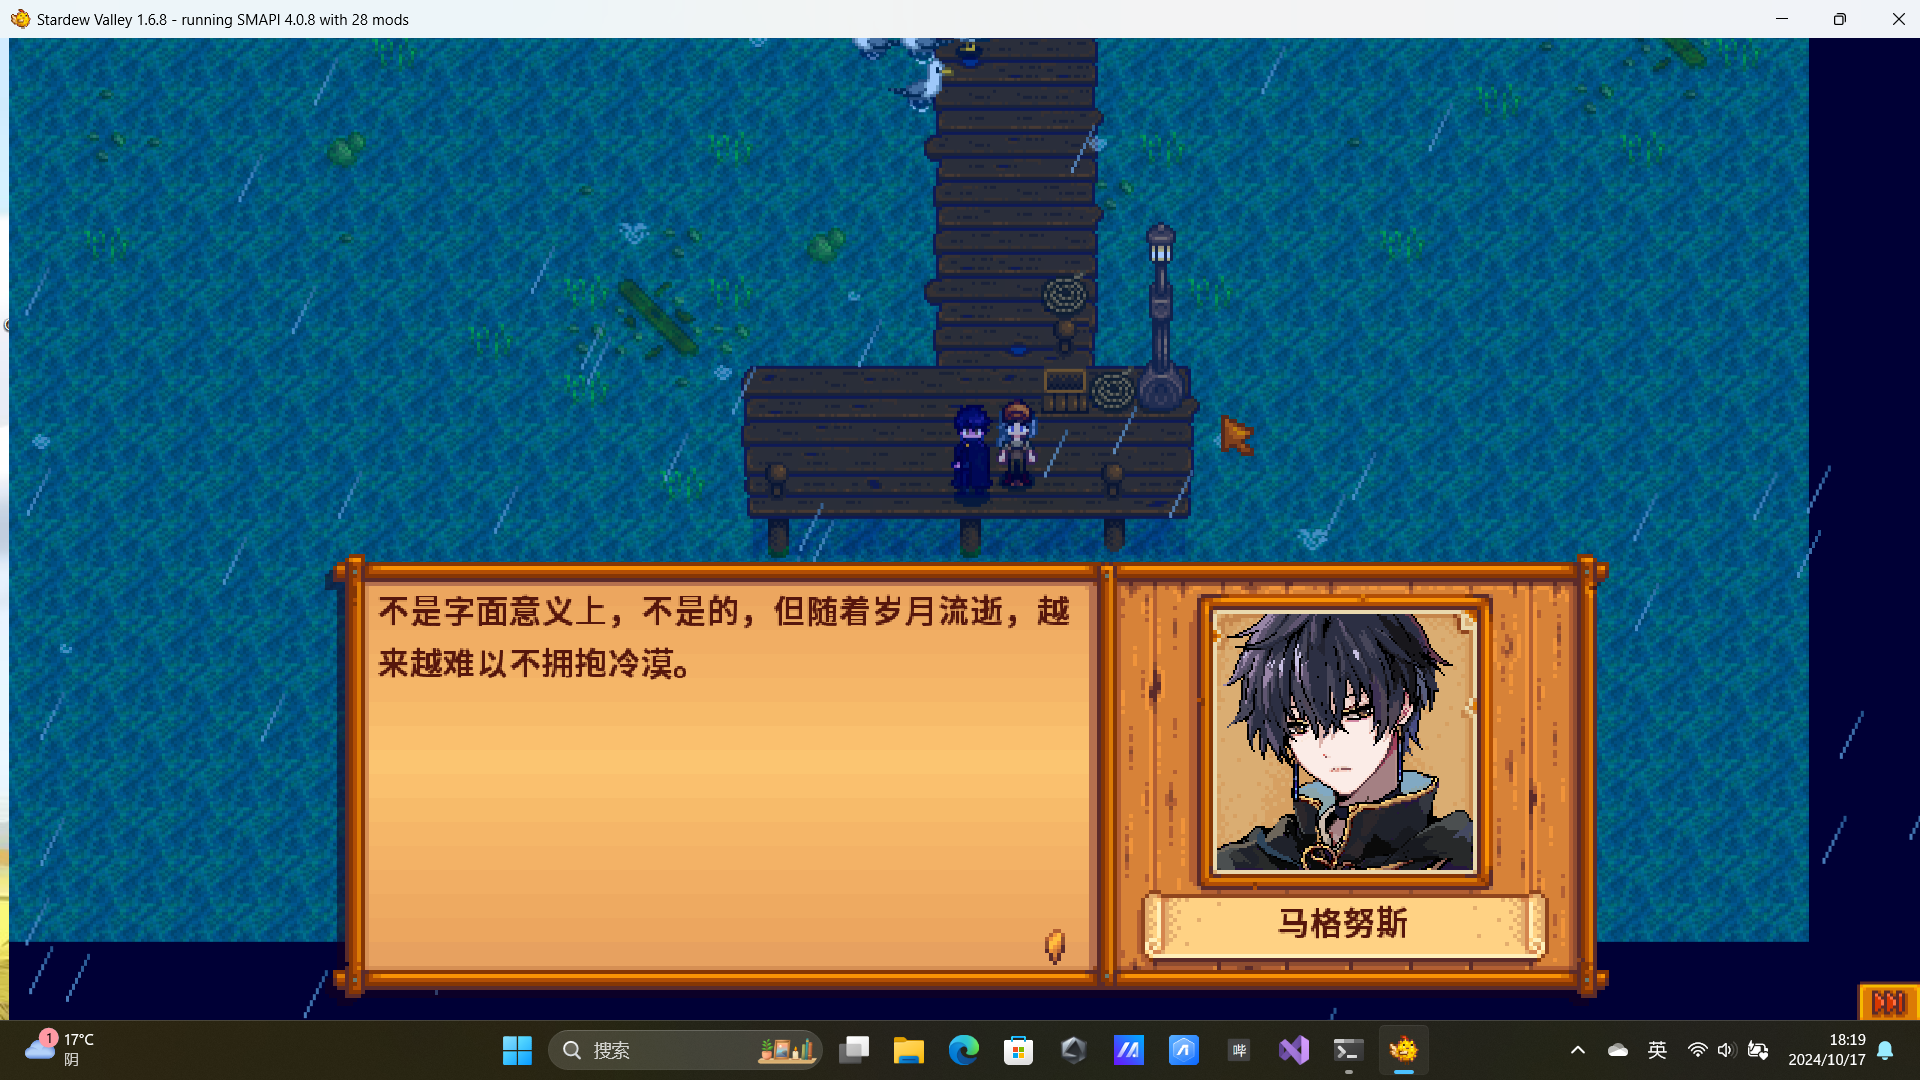 Stardew Valley 1.6.8 - running SMAPI 4.0.8 with 28 mods
不是字面意义上，不是的，但随着岁月流逝，越
来越难以不拥抱冷漠。
马格努斯
1
17°C
阴
搜索
哔
英
18:19
2024/10/17